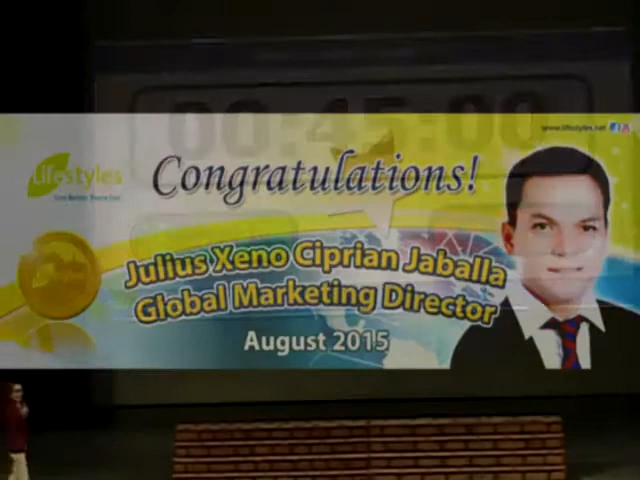 00:45:00
www.lifestyles.net
Lifestyles
Congratulations!
Julius Xeno Ciprian Jaballa
Global Marketing Director
August 2015